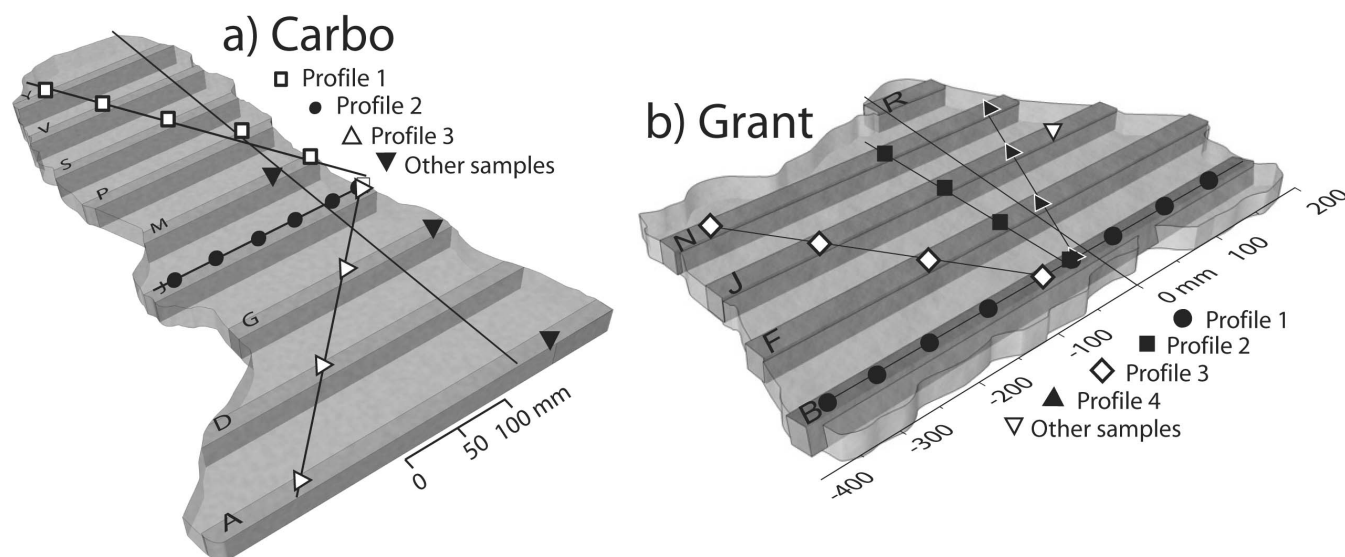 a) Carbo
Profile 1
Profile 2
Profile 3
Other samples
Y
V
S
P
M
J
G
D
A
0
50
100 mm
b) Grant
R
N
J
F
B
200
100
0 mm
-100
-200
-300
-400
Profile 1
Profile 2
Profile 3
Profile 4
Other samples